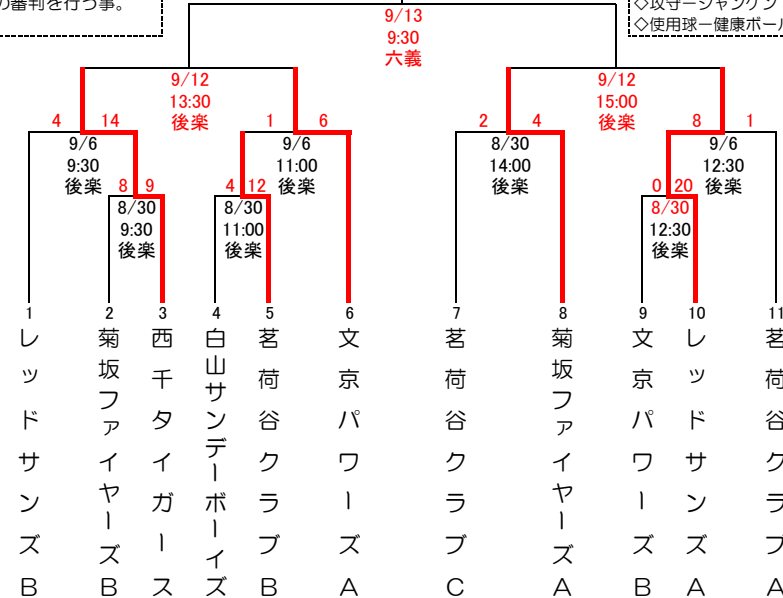 の審判を行う事。
◇攻守ージャンケン
◇使用球ー健康ボール
9/13
9:30
六義
9/12
13:30
後楽
9/12
15:00
後楽
4 14
9/6
9:30
後楽
1 6
9/6
11:00
後楽
2 4
8/30
14:00
後楽
8 1
9/6
12:30
後楽
8 9
8/30
9:30
後楽
4 12
8/30
11:00
後楽
0 20
8/30
12:30
後楽
1 2 3 4 5 6 7 8 9 10 11
レッドサンズB
菊坂ファイヤーズB
西千タイガース
白山サンデーボーイズ
茗荷谷クラブB
文京パワーズA
茗荷谷クラブC
菊坂ファイヤーズA
文京パワーズB
レッドサンズA
茗荷谷クラブA